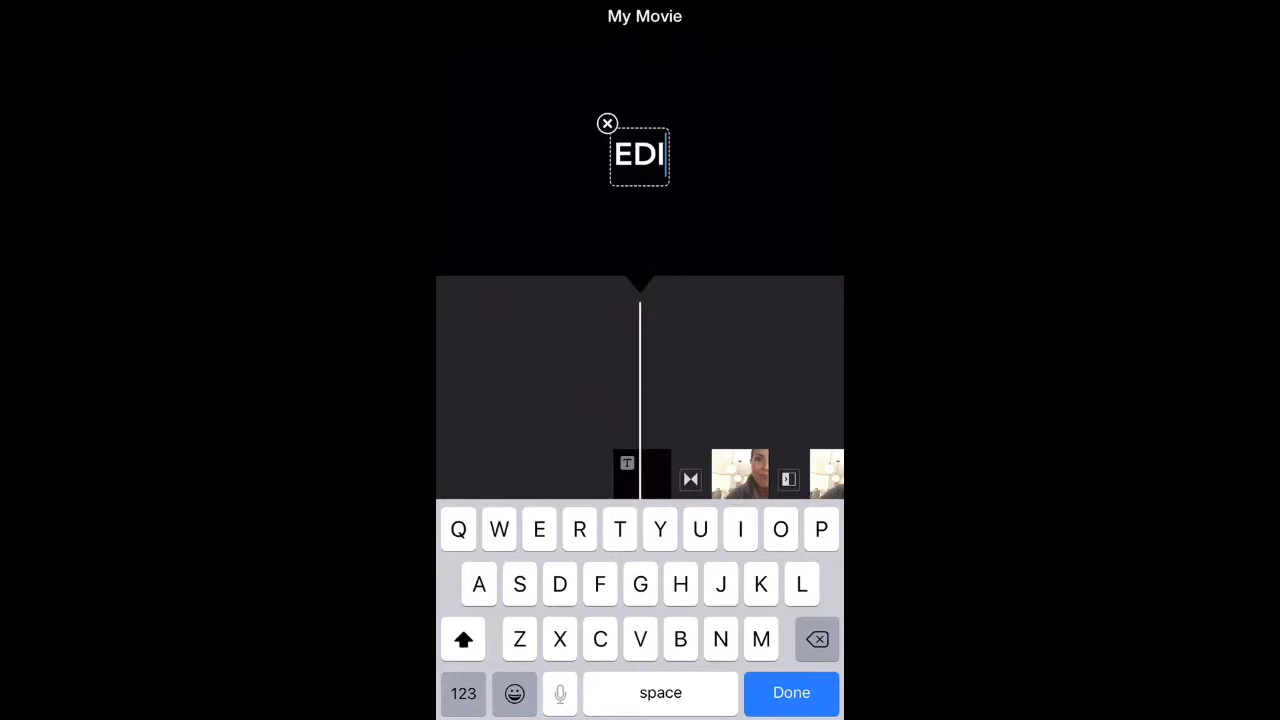 My Movie
EDI
T
Q W E R T Y U I O P
A S D F G H J K L
Z X C V B N M
123 space Done